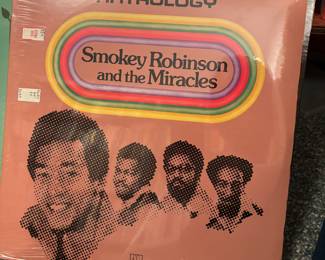 ANTHOLOGY
Smokey Robinson
and the Miracles